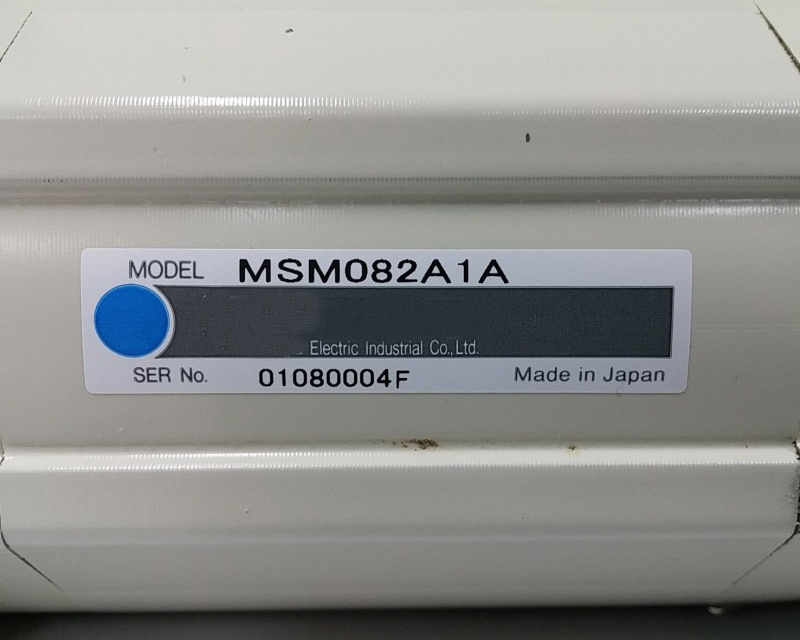 MODEL MSM082A1A
Electric Industrial Co., Ltd.
SER No. 01080004F Made in Japan